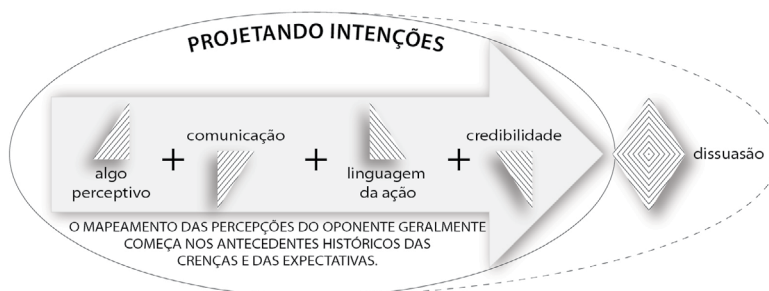 PROJETANDO INTENÇÕES
algo
perceptivo
+
comunicação
+
linguagem
da ação
+
credibilidade
dissuasão
O MAPEAMENTO DAS PERCEPÇÕES DO OPONENTE GERALMENTE
COMEÇA NOS ANTECEDENTES HISTÓRICOS DAS
CRENÇAS E DAS EXPECTATIVAS.